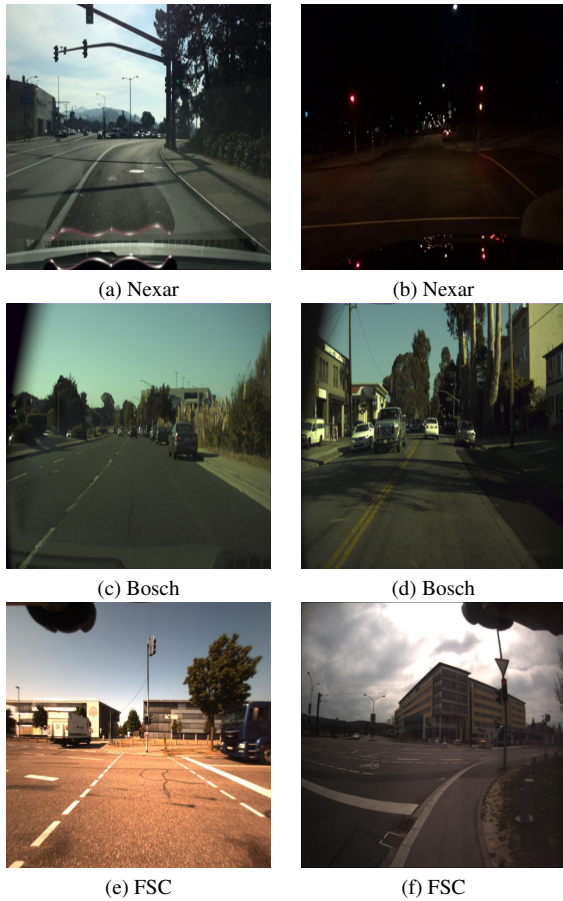 (a) Nexar
(b) Nexar
(c) Bosch
(d) Bosch
(e) FSC
(f) FSC